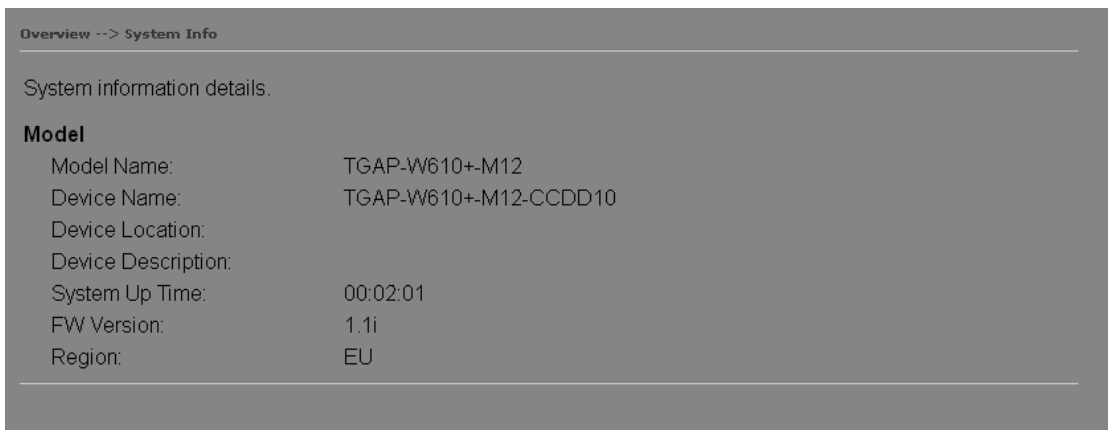 Overview --> System Info
System information details.
Model
Model Name: TGAP-W610+-M12
Device Name: TGAP-W610+-M12-CCDD10
Device Location:
Device Description:
System Up Time: 00:02:01
FW Version: 1.1i
Region: EU